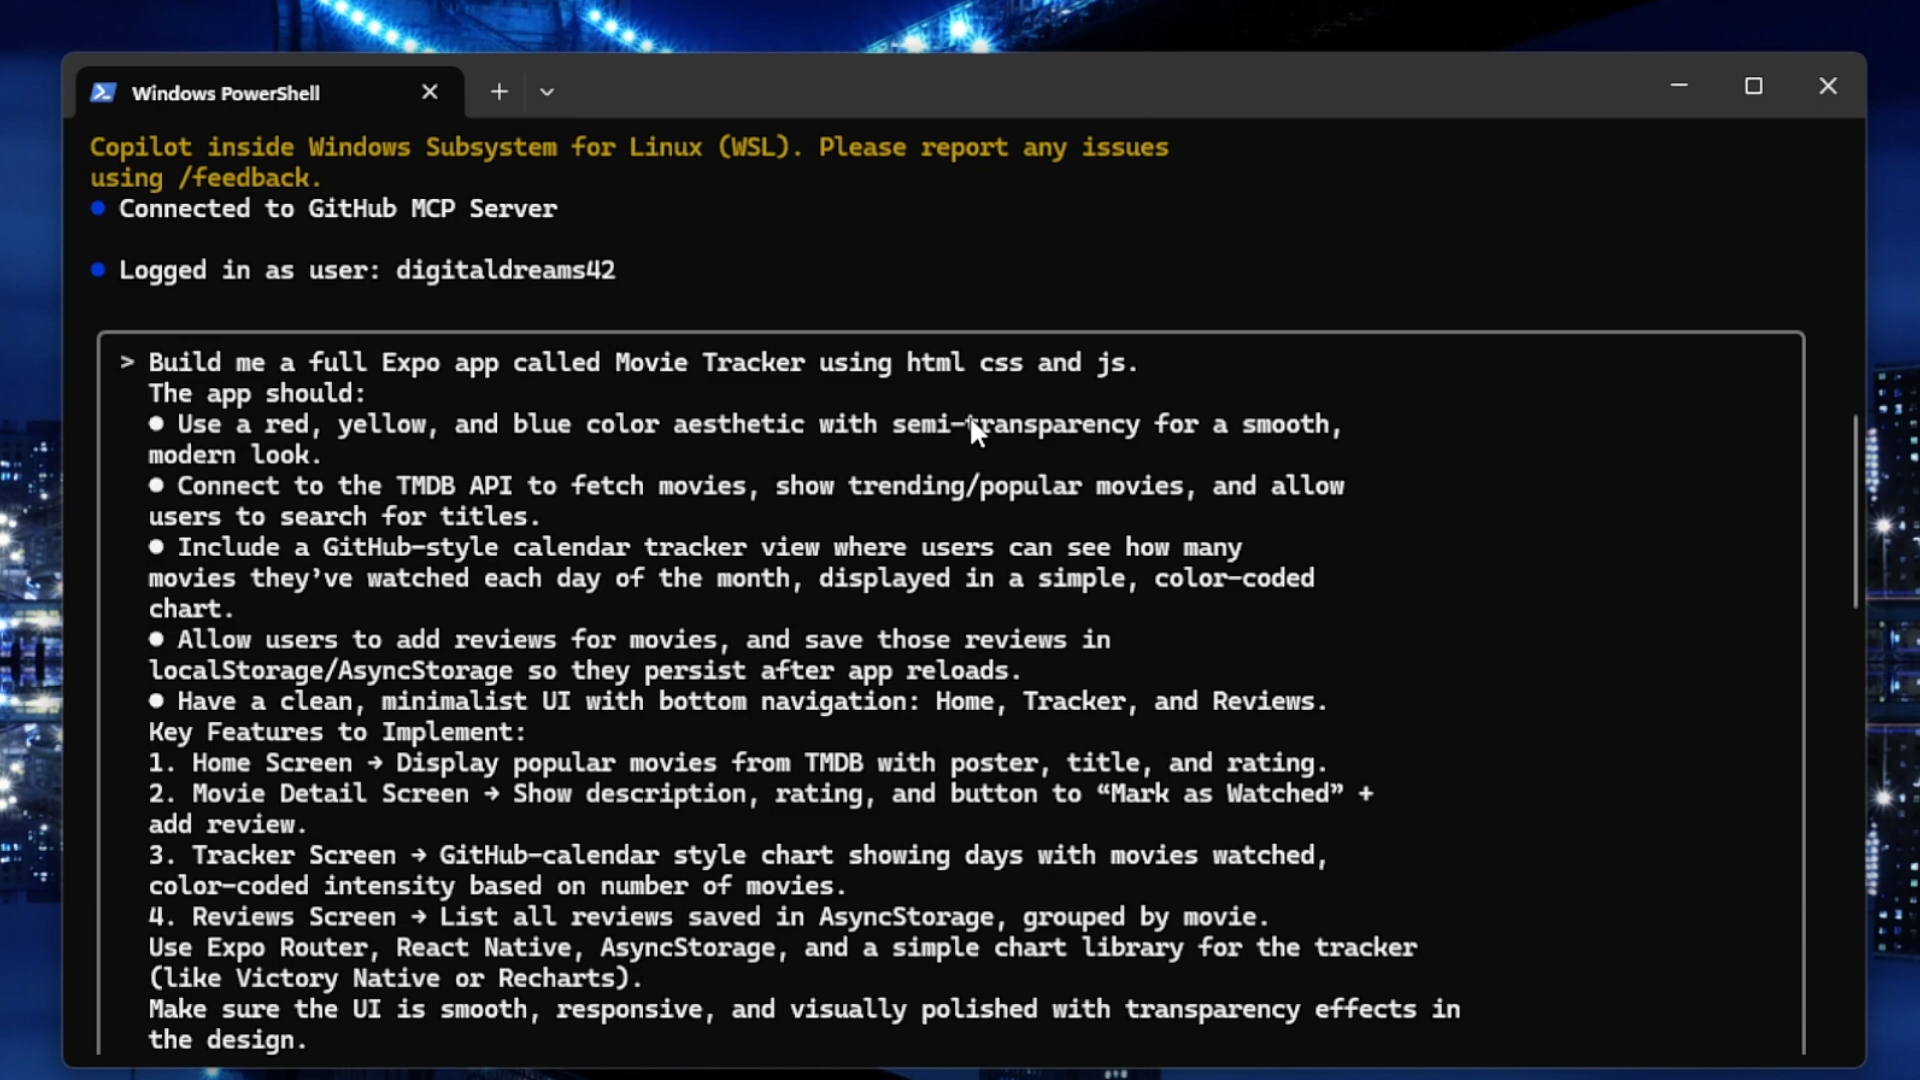 Windows PowerShell
Copilot inside Windows Subsystem for Linux (WSL). Please report any issues
using /feedback.
● Connected to GitHub MCP Server
● Logged in as user: digitaldreams42
> Build me a full Expo app called Movie Tracker using html css and js.
The app should:
● Use a red, yellow, and blue color aesthetic with semi-transparency for a smooth,
modern look.
● Connect to the TMDB API to fetch movies, show trending/popular movies, and allow
users to search for titles.
● Include a GitHub-style calendar tracker view where users can see how many
movies they’ve watched each day of the month, displayed in a simple, color-coded
chart.
● Allow users to add reviews for movies, and save those reviews in
localStorage/AsyncStorage so they persist after app reloads.
● Have a clean, minimalist UI with bottom navigation: Home, Tracker, and Reviews.
Key Features to Implement:
1. Home Screen → Display popular movies from TMDB with poster, title, and rating.
2. Movie Detail Screen → Show description, rating, and button to “Mark as Watched” +
add review.
3. Tracker Screen → GitHub-calendar style chart showing days with movies watched,
color-coded intensity based on number of movies.
4. Reviews Screen → List all reviews saved in AsyncStorage, grouped by movie.
Use Expo Router, React Native, AsyncStorage, and a simple chart library for the tracker
(like Victory Native or Recharts).
Make sure the UI is smooth, responsive, and visually polished with transparency effects in
the design.